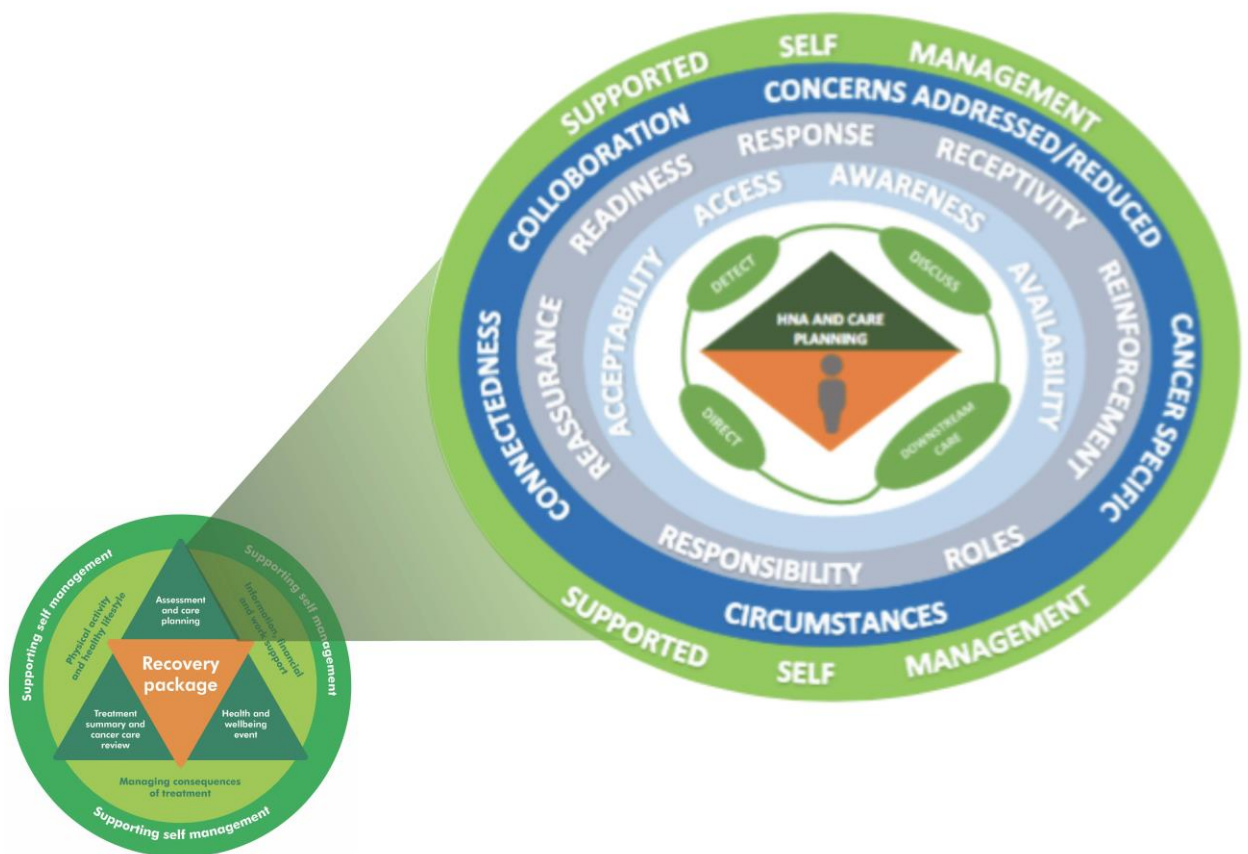 SUPPORTED SELF MANAGEMENT
COLLOBORATION
CONCERNS ADDRESSED/REDUCED
CANCER SPECIFIC
CIRCUMSTANCES
CONNECTEDNESS
READINESS
RESPONSE
RECEPTIVITY
REINFORCEMENT
ROLES
RESPONSIBILITY
REASSURANCE
ACCESS
AWARENESS
AVAILABILITY
ACCEPTABILITY
DETECT
DISCUSS
HNA AND CARE
PLANNING
DIRECT
DOWNSTREAM
CARE
SUPPORTED SELF MANAGEMENT
Supporting self management
Supporting self management
Physical activity
and healthy lifestyle
Information, financial
and work support
Assessment
and care
planning
Recovery
package
Treatment
summary and
cancer care
review
Health and
wellbeing
event
Managing consequences
of treatment
Supporting self management